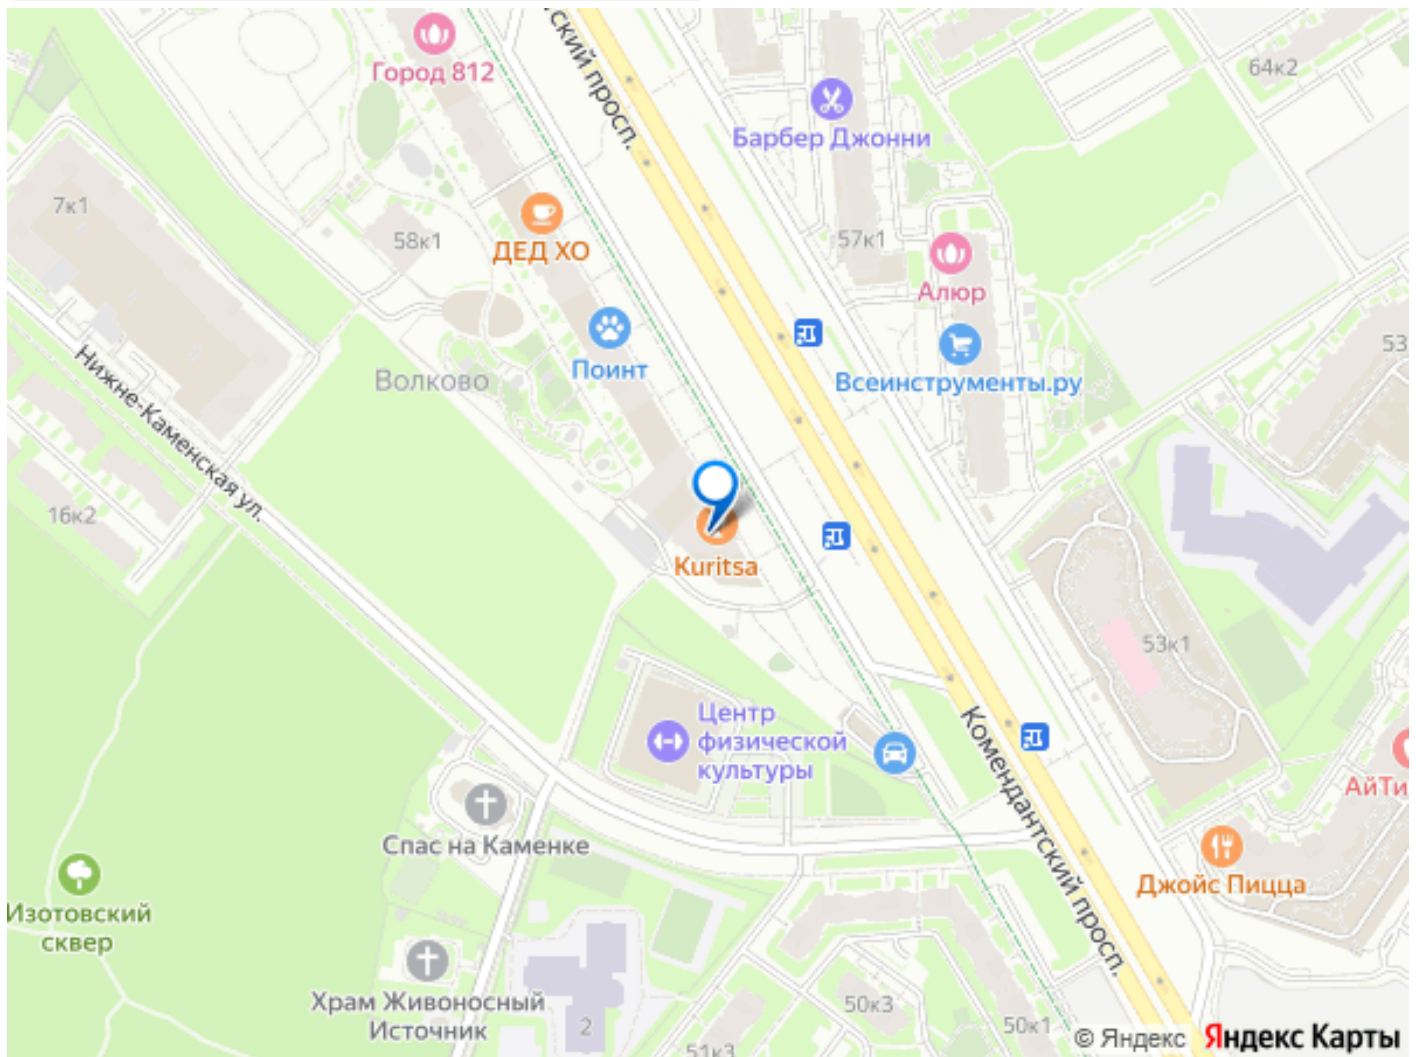 Город 812
ский просп.
64к2
Барбер Джонни
7к1
58к1
ДЕД ХО
57к1
Алюр
Поинт
Волково
Всеинструменты.ру
53
Нижне-Каменская ул.
16к2
Kuritsa
53к1
Центр
физической
культуры
Комендантский просп.
АйТи
Спас на Каменке
Джойс Пицца
Изотовский
сквер
Храм Живоносный
Источник
2
50к3
50к1
51к3
© Яндекс Яндекс Карты